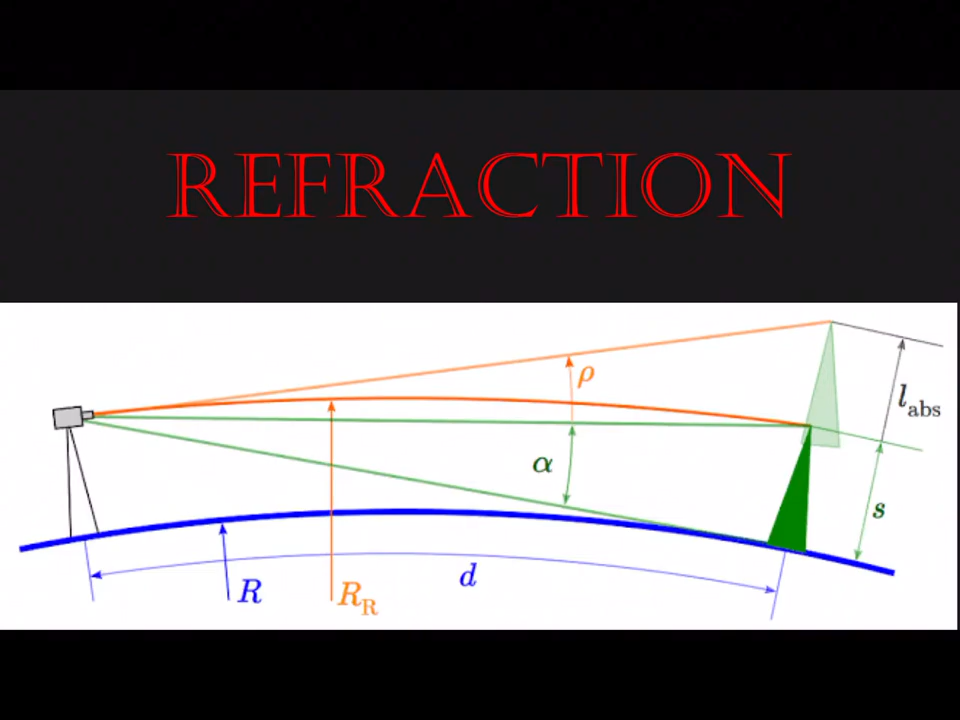 REFRACTION
ρ
l_abs
α
s
d
R
R_R